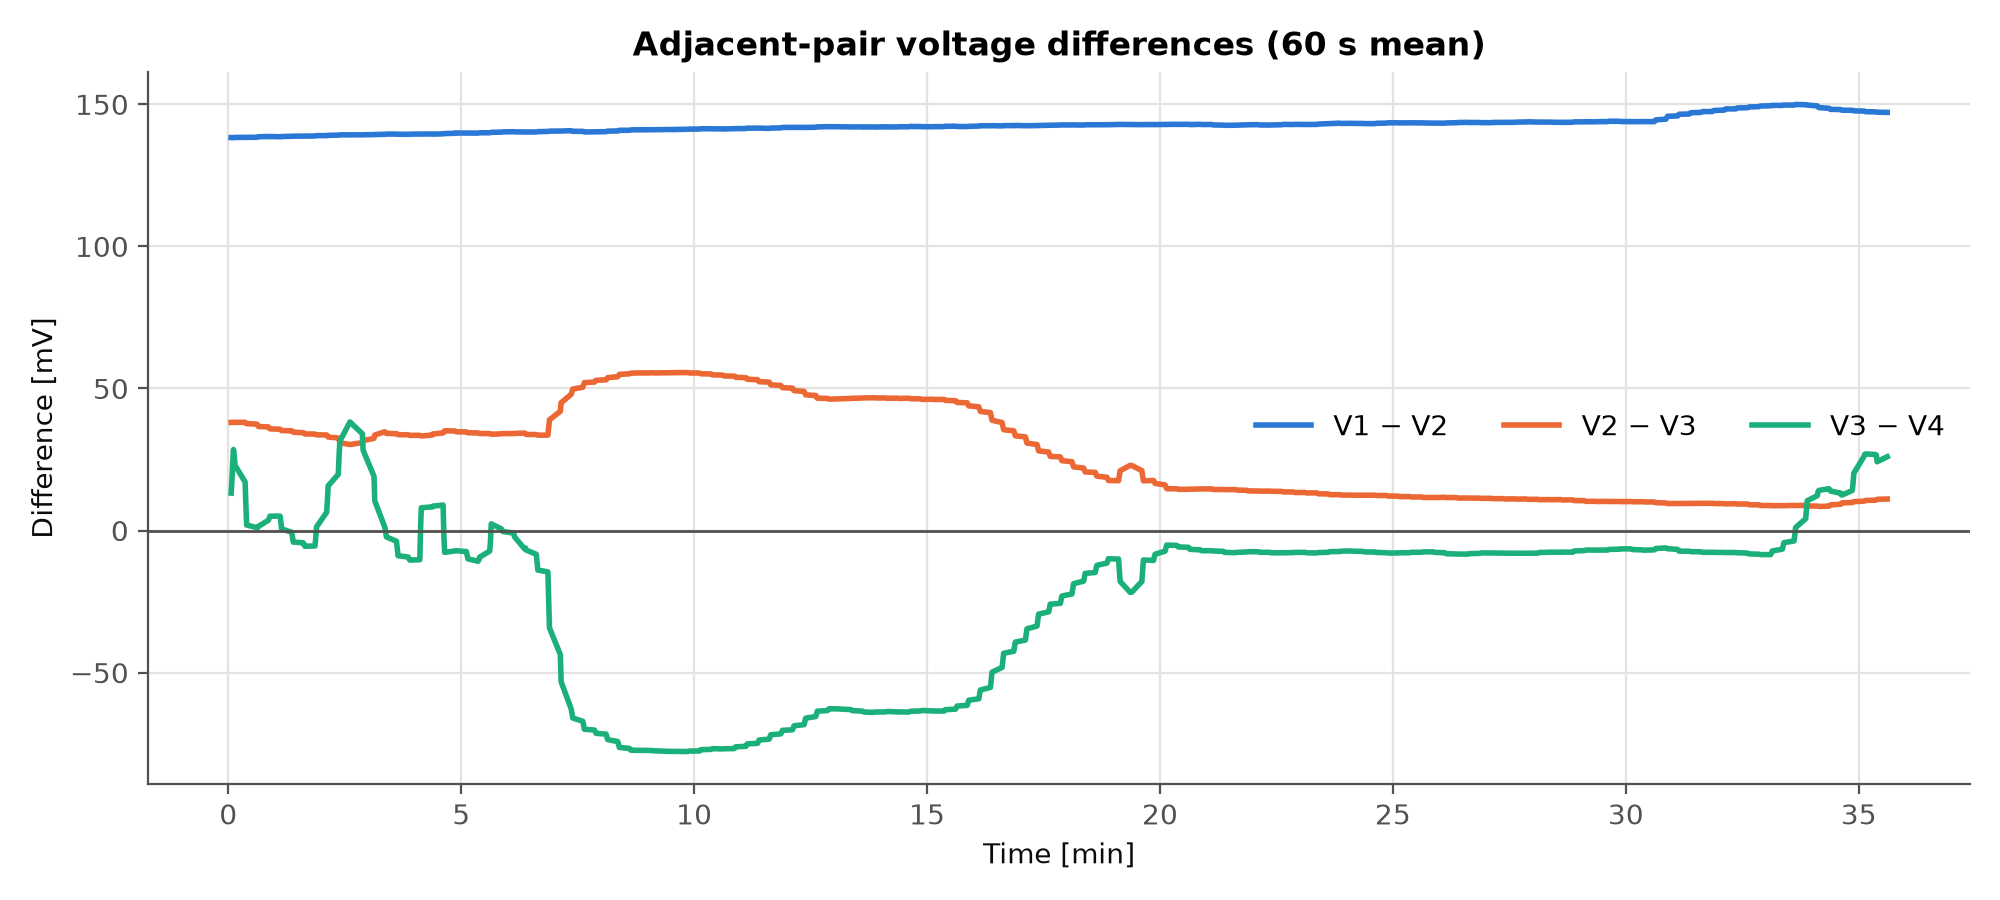 Adjacent-pair voltage differences (60 s mean)
Difference [mV]
150
100
50
0
−50
V1 − V2
V2 − V3
V3 − V4
0
5
10
15
20
25
30
35
Time [min]